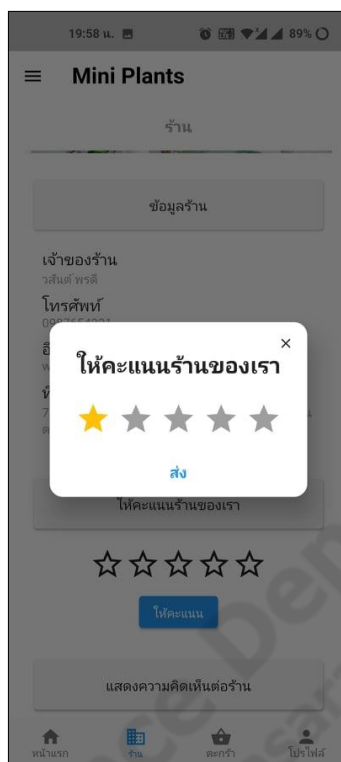 19:58 น. 89%
Mini Plants
ร้าน
ข้อมูลร้าน
เจ้าของร้าน
วสันต์ พรดี
โทรศัพท์
ให้คะแนนร้านของเรา
ส่ง
ให้คะแนนร้านของเรา
ให้คะแนน
แสดงความคิดเห็นต่อร้าน
หน้าแรก ร้าน ตะกร้า โปรไฟล์